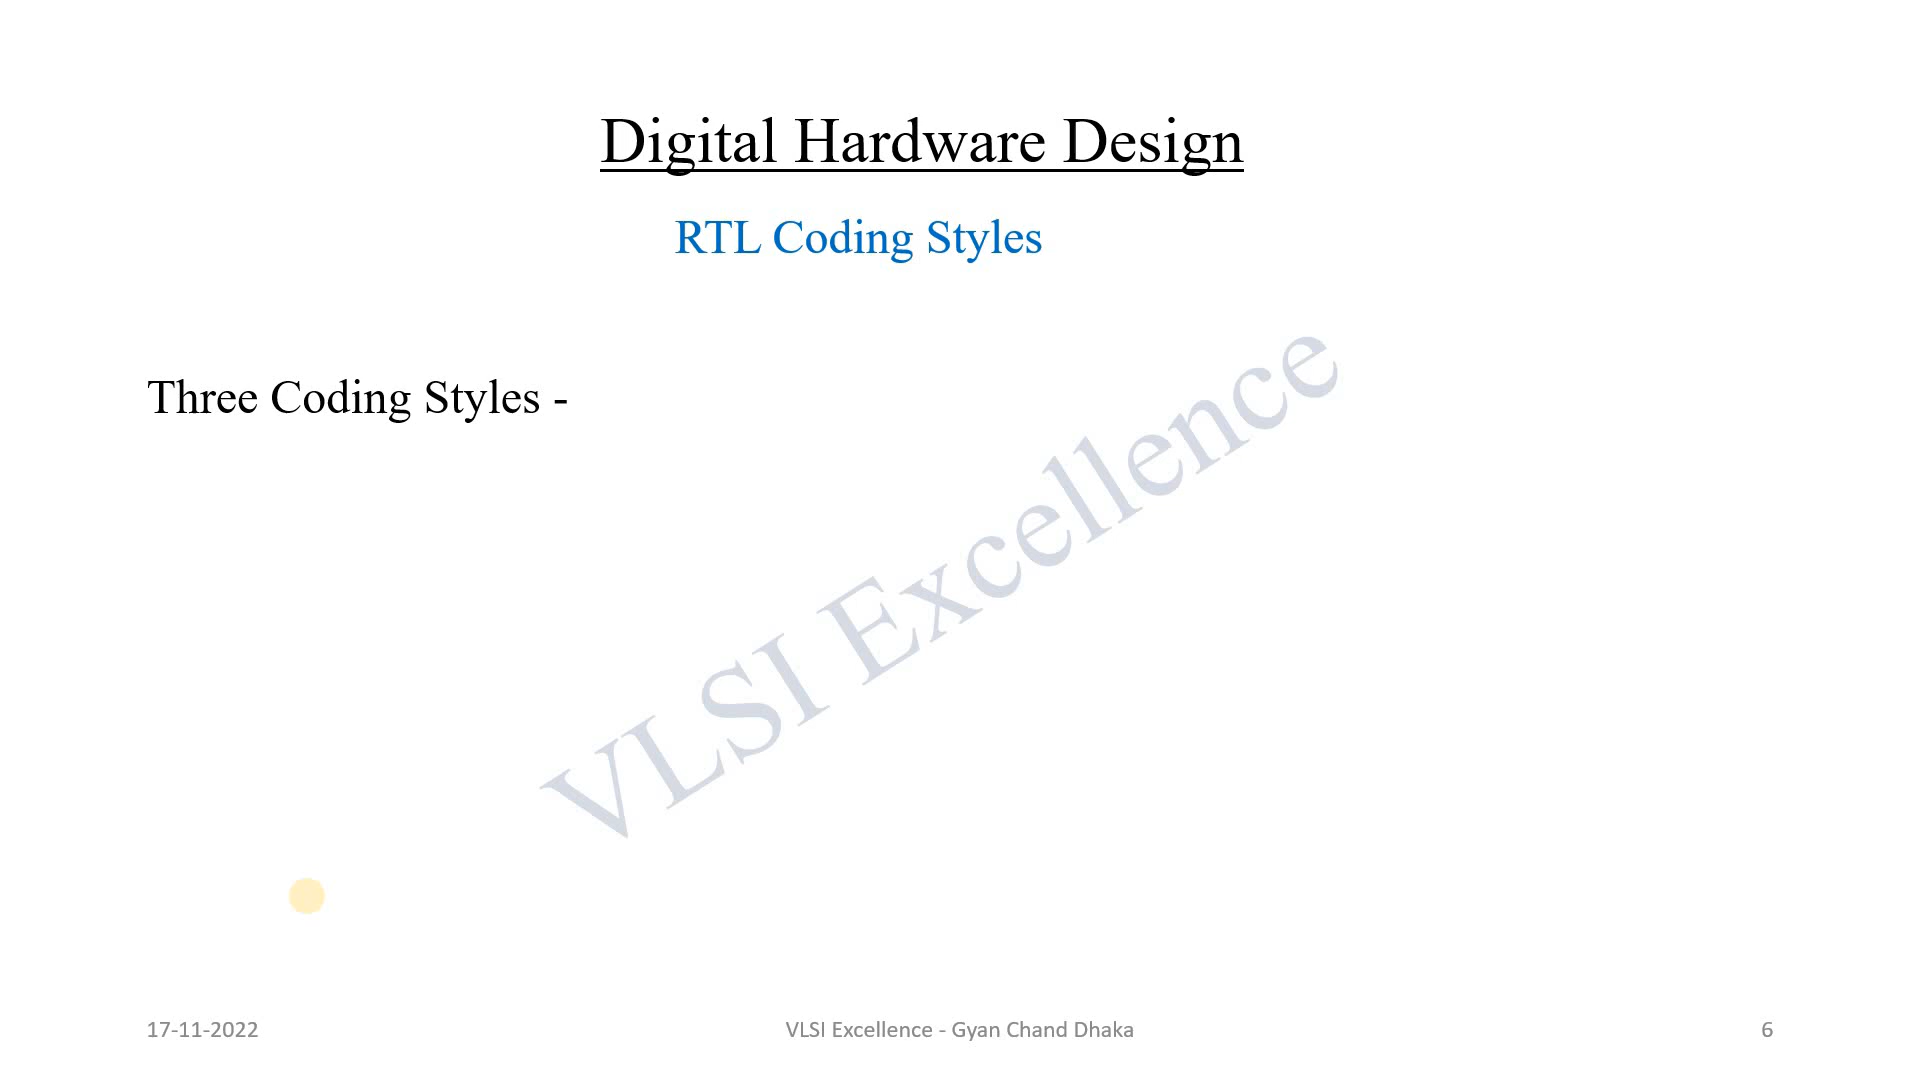 Digital Hardware Design
RTL Coding Styles
Three Coding Styles -
VLSI Excellence
17-11-2022
VLSI Excellence - Gyan Chand Dhaka
6